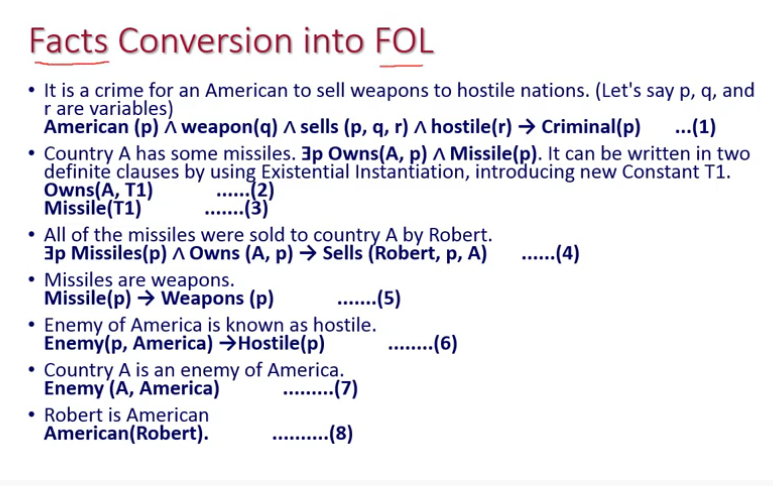 Facts Conversion into FOL
• It is a crime for an American to sell weapons to hostile nations. (Let's say p, q, and
r are variables)
American (p) ∧ weapon(q) ∧ sells (p, q, r) ∧ hostile(r) → Criminal(p) ...(1)
• Country A has some missiles. ∃p Owns(A, p) ∧ Missile(p). It can be written in two
definite clauses by using Existential Instantiation, introducing new Constant T1.
Owns(A, T1) ......(2)
Missile(T1) .......(3)
• All of the missiles were sold to country A by Robert.
∃p Missiles(p) ∧ Owns (A, p) → Sells (Robert, p, A) ......(4)
• Missiles are weapons.
Missile(p) → Weapons (p) .......(5)
• Enemy of America is known as hostile.
Enemy(p, America) →Hostile(p) ........(6)
• Country A is an enemy of America.
Enemy (A, America) .........(7)
• Robert is American
American(Robert). ..........(8)